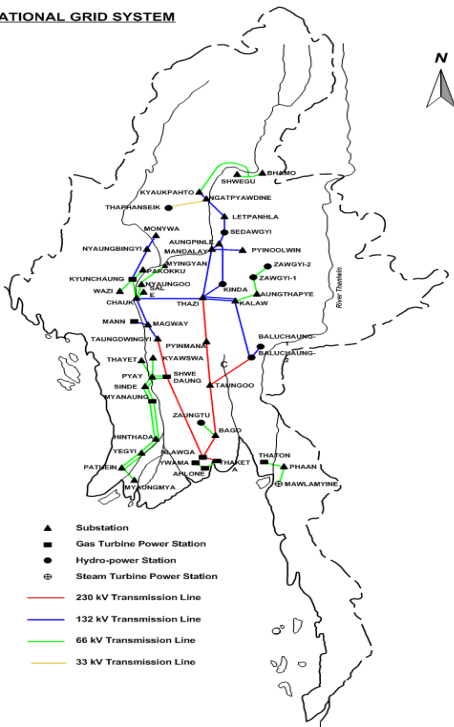 ATIONAL GRID SYSTEM
N
BHAMO
SHWEGU
KYAUKPAHTO
NGATPYAWDINE
THAPHANSEIK
LETPANHLA
SEDAWGYI
MONYWA
AUNGPINLE
NYAUNGBINGYI
MANDALAY
PYINOOLWIN
MYINGYAN
ZAWGYI-2
PAKOKKU
KYUNCHAUNG
NYAUNGOO
ZAWGYI-1
WAZI
SAL
E
KINDA
CHAUK
THAZI
AUNGTHAPYE
KALAW
River Thanlwin
MANN
MAGWAY
TAUNGDWINGYI
PYINMANA
BALUCHAUNG-
1
THAYET
KYAWSWA
C
BALUCHAUNG-
2
PYAY
SHWE
DAUNG
SINDE
TAUNGOO
MYANAUNG
ZAUNGTU
BAGO
HINTHADA
YEGYI
HLAWGA
YWAMA
THAKET
A
THATON
PHAAN
PATHEIN
AHLONE
MYAUNGMYA
MAWLAMYINE
Substation
Gas Turbine Power Station
Hydro-power Station
Steam Turbine Power Station
230 kV Transmission Line
132 kV Transmission Line
66 kV Transmission Line
33 kV Transmission Line